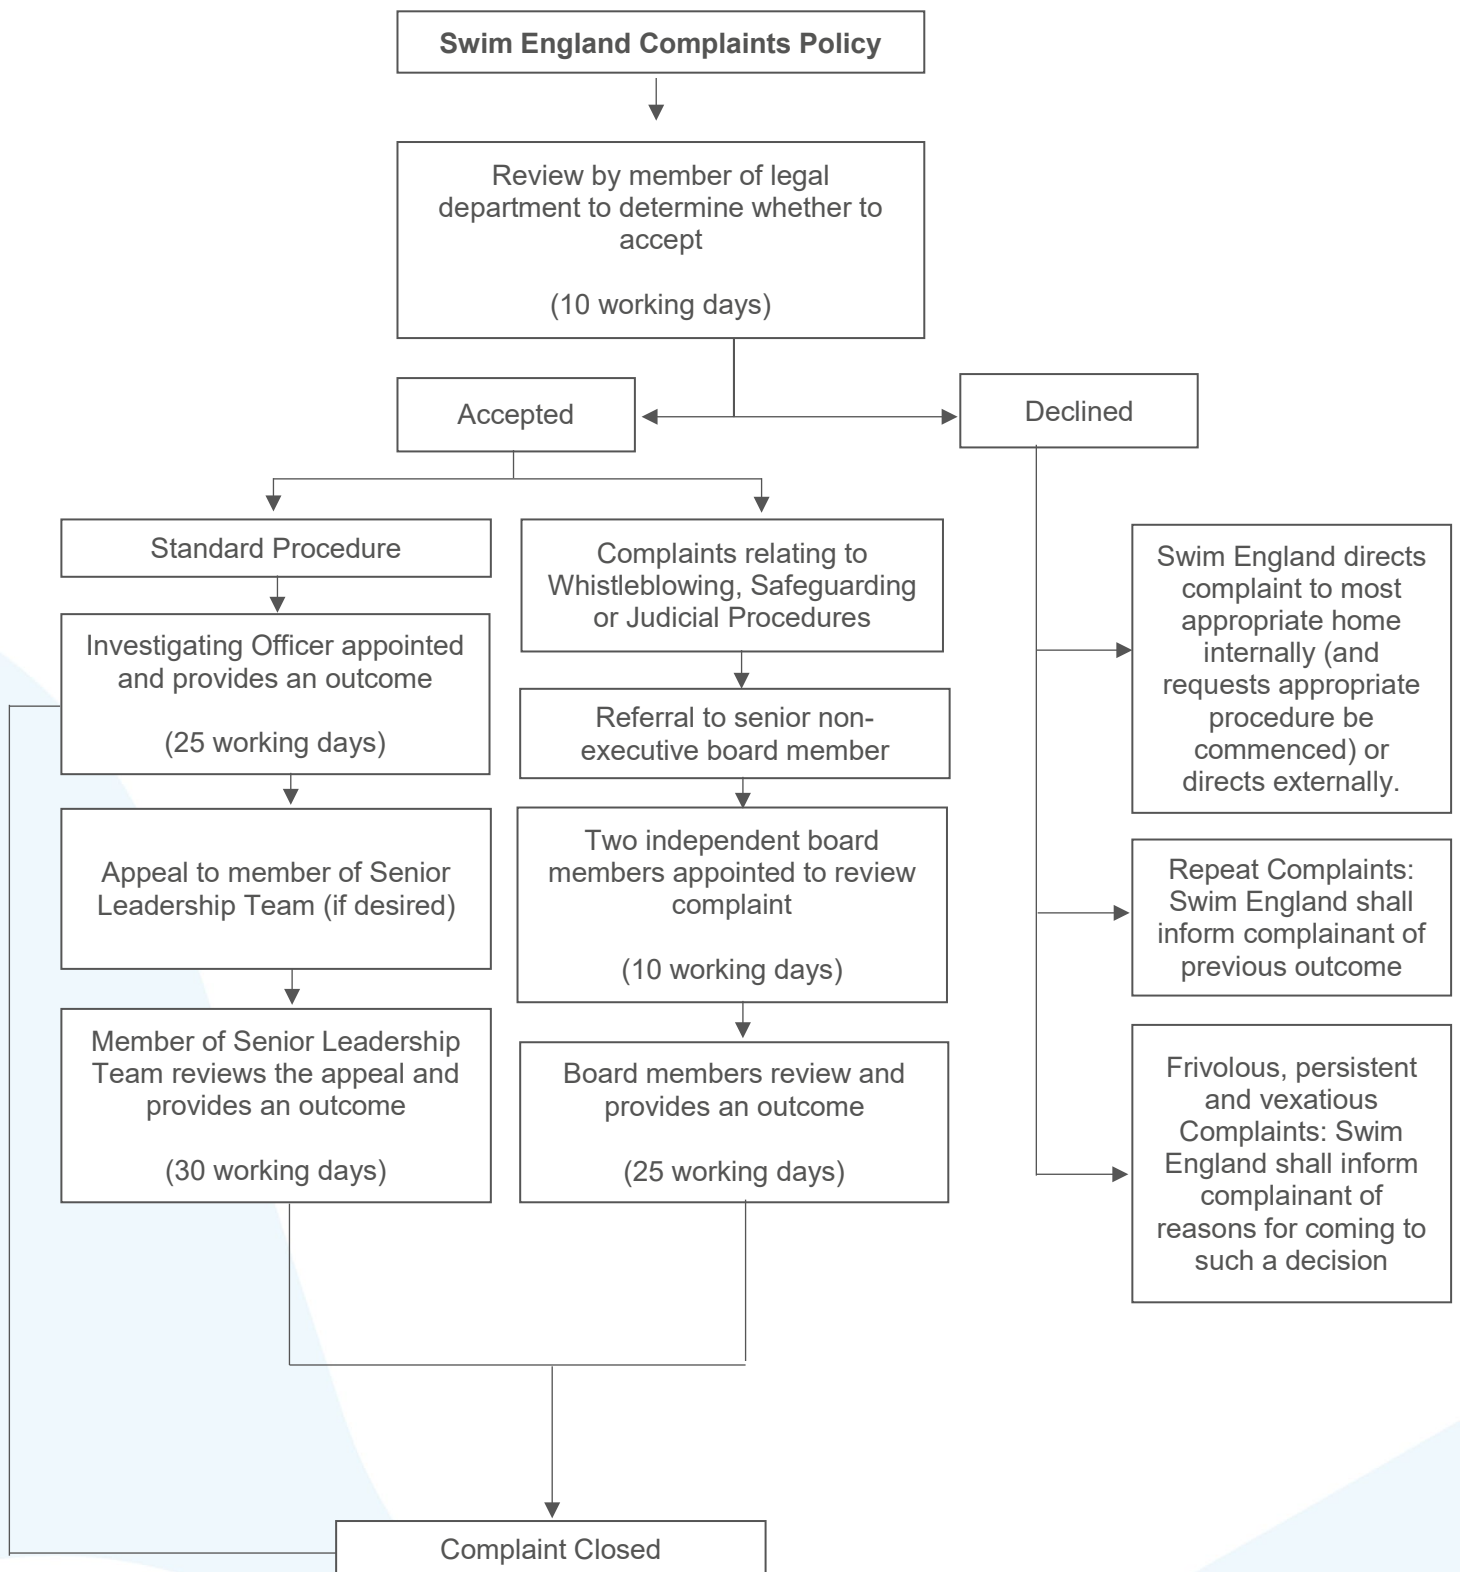 Swim England Complaints Policy
Review by member of legal
department to determine whether to
accept
(10 working days)
Accepted
Declined
Standard Procedure
Investigating Officer appointed
and provides an outcome
(25 working days)
Appeal to member of Senior
Leadership Team (if desired)
Member of Senior Leadership
Team reviews the appeal and
provides an outcome
(30 working days)
Complaints relating to
Whistleblowing, Safeguarding
or Judicial Procedures
Referral to senior non-
executive board member
Two independent board
members appointed to review
complaint
(10 working days)
Board members review and
provides an outcome
(25 working days)
Swim England directs
complaint to most
appropriate home
internally (and
requests appropriate
procedure be
commenced) or
directs externally.
Repeat Complaints:
Swim England shall
inform complainant of
previous outcome
Frivolous, persistent
and vexatious
Complaints: Swim
England shall inform
complainant of
reasons for coming to
such a decision
Complaint Closed